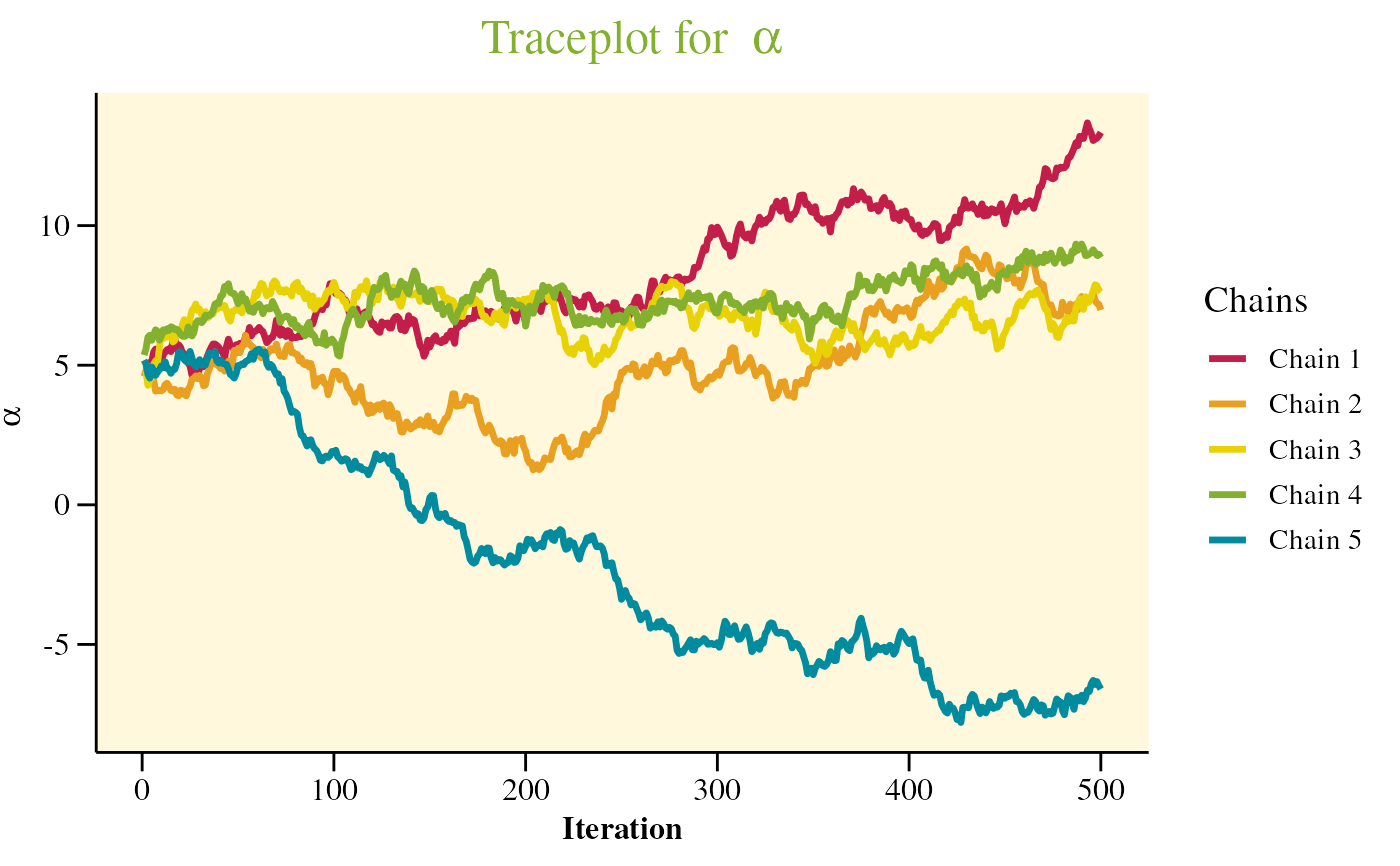 Traceplot for α
10
5
0
-5
α
0 100 200 300 400 500
Iteration
Chains
Chain 1
Chain 2
Chain 3
Chain 4
Chain 5